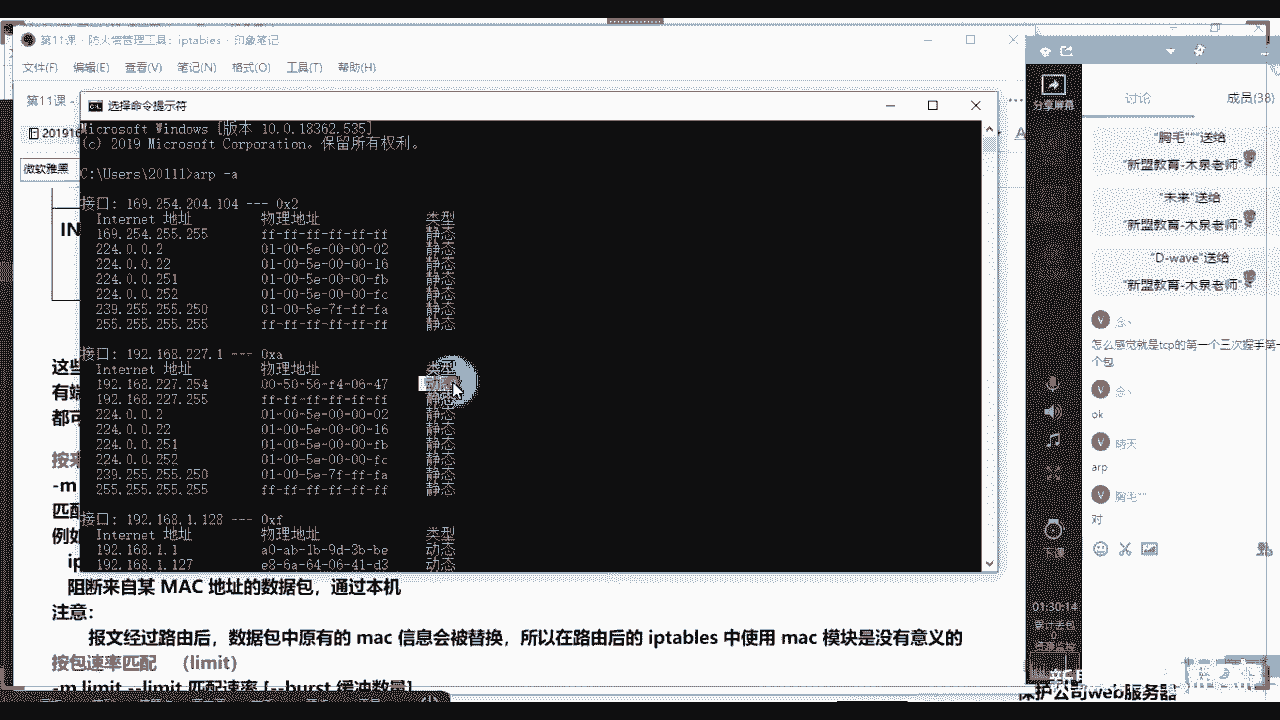 第11课 - 防火墙管理工具：iptables - 印象笔记
文件(F) 编辑(E) 查看(V) 笔记(N) 格式(O) 工具(T) 帮助(H)
第11课 -
微软雅黑
选择命令提示符
Microsoft Windows [版本 10.0.18362.535]
(c) 2019 Microsoft Corporation。保留所有权利。
C:\Users\20111>arp -a
接口: 169.254.204.104 --- 0x2
Internet 地址 物理地址 类型
169.254.255.255 ff-ff-ff-ff-ff-ff 静态
224.0.0.2 01-00-5e-00-00-02 静态
224.0.0.22 01-00-5e-00-00-16 静态
224.0.0.251 01-00-5e-00-00-fb 静态
224.0.0.252 01-00-5e-00-00-fc 静态
239.255.255.250 01-00-5e-7f-ff-fa 静态
255.255.255.255 ff-ff-ff-ff-ff-ff 静态
接口: 192.168.227.1 --- 0xa
Internet 地址 物理地址 类型
192.168.227.254 00-50-56-f4-06-47 动态
192.168.227.255 ff-ff-ff-ff-ff-ff 静态
224.0.0.2 01-00-5e-00-00-02 静态
224.0.0.22 01-00-5e-00-00-16 静态
224.0.0.251 01-00-5e-00-00-fb 静态
224.0.0.252 01-00-5e-00-00-fc 静态
239.255.255.250 01-00-5e-7f-ff-fa 静态
255.255.255.255 ff-ff-ff-ff-ff-ff 静态
接口: 192.168.1.128 --- 0xf
Internet 地址 物理地址 类型
192.168.1.1 a0-ab-1b-9d-3b-be 动态
192.168.1.127 e8-6a-64-06-41-d3 动态
IN
这些
有端
都可
按来
-m
匹配
例如
ip
阻断来自某 MAC 地址的数据包，通过本机
注意：
报文经过路由后，数据包中原有的 mac 信息会被替换，所以在路由后的 iptables 中使用 mac 模块是没有意义的
按包速率匹配 （limit）
-m limit --limit 匹配速率 [--burst 缓冲数量]
分享屏幕
01:30:14
讨论 成员(38)
"胸毛"""送给
"新盟教育-木泉老师"
"未来"送给
"新盟教育-木泉老师"
"D-wave"送给
"新盟教育-木泉老师"
怎么感觉就是tcp的第一个三次握手第一
个包
ok
晴天
arp
胸毛"""
对
保护公司web服务器